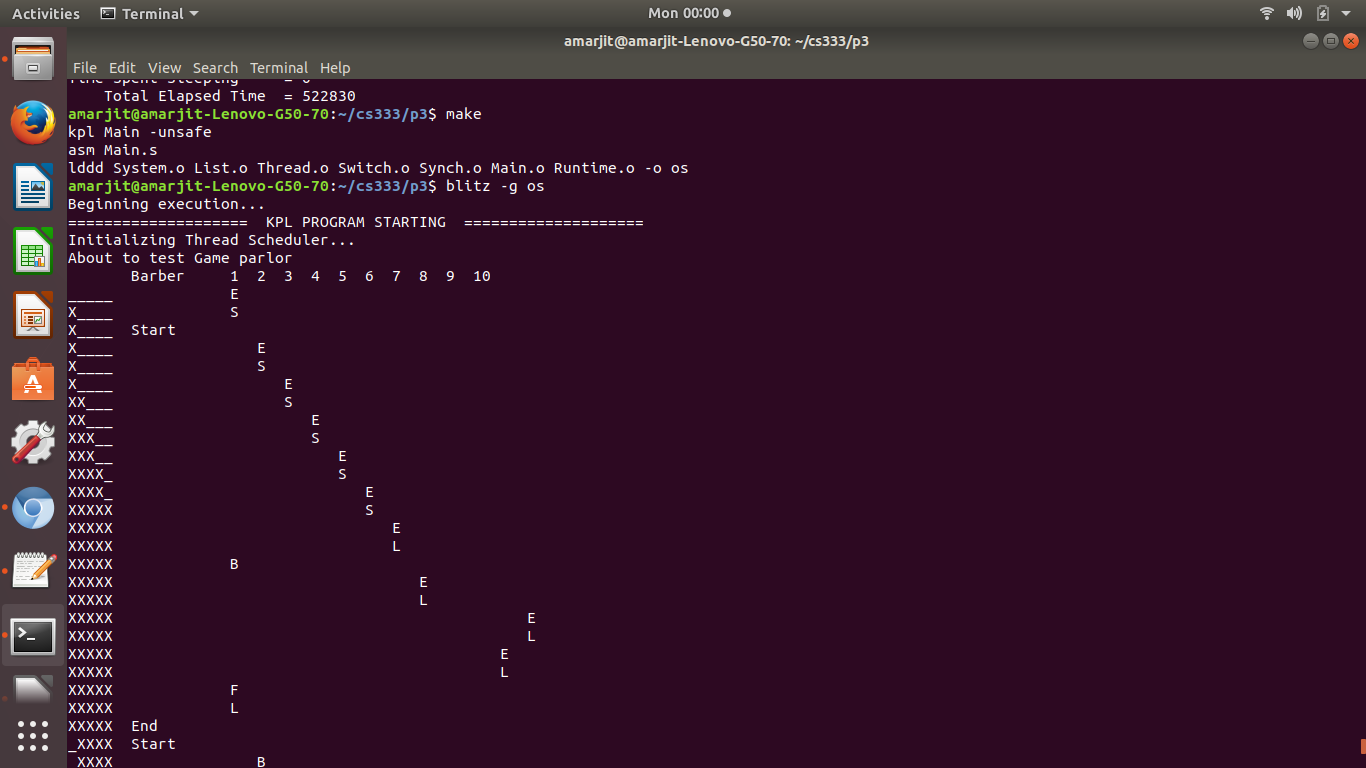 Activities Terminal Mon 00:00
amarjit@amarjit-Lenovo-G50-70: ~/cs333/p3
File Edit View Search Terminal Help
Time Spent Sleeping     = 0
    Total Elapsed Time  = 522830
amarjit@amarjit-Lenovo-G50-70:~/cs333/p3$ make
kpl Main -unsafe
asm Main.s
lddd System.o List.o Thread.o Switch.o Synch.o Main.o Runtime.o -o os
amarjit@amarjit-Lenovo-G50-70:~/cs333/p3$ blitz -g os
Beginning execution...
====================  KPL PROGRAM STARTING  ====================
Initializing Thread Scheduler...
About to test Game parlor
       Barber     1  2  3  4  5  6  7  8  9  10
_____             E
X____             S
X____  Start
X____                E
X____                S
X____                   E
XX___                   S
XX___                      E
XXX__                      S
XXX__                         E
XXXX_                         S
XXXX_                            E
XXXXX                            S
XXXXX                               E
XXXXX                               L
XXXXX             B
XXXXX                                  E
XXXXX                                  L
XXXXX                                              E
XXXXX                                              L
XXXXX                                           E
XXXXX                                           L
XXXXX             F
XXXXX             L
XXXXX  End
_XXXX  Start
_XXXX                B